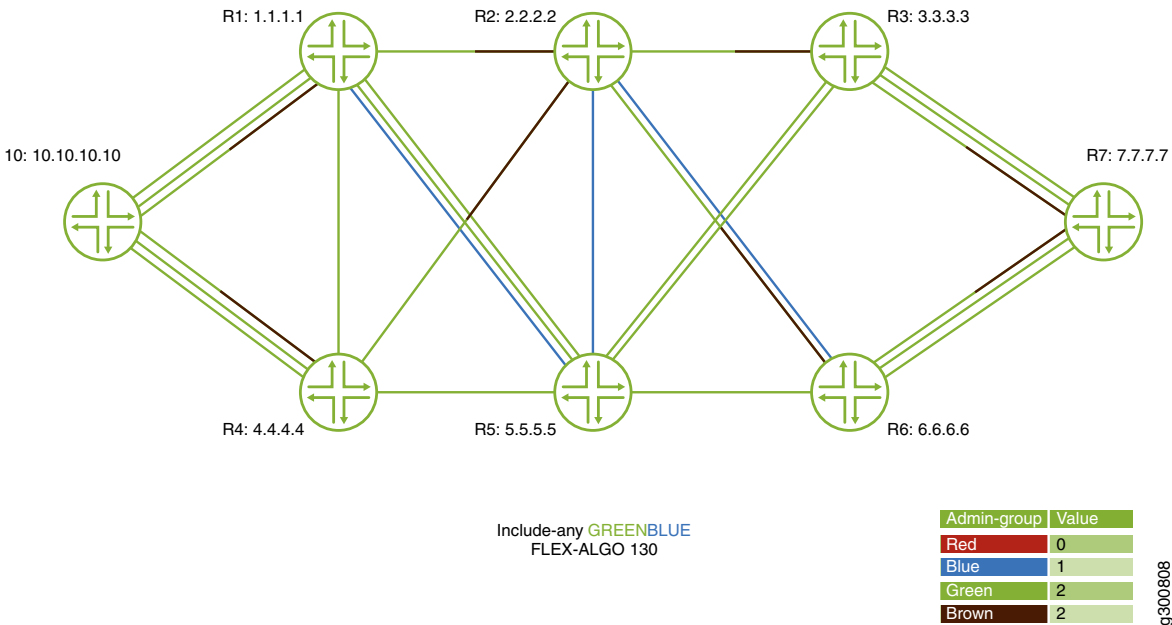 R1: 1.1.1.1
R2: 2.2.2.2
R3: 3.3.3.3
10: 10.10.10.10
R7: 7.7.7.7
R4: 4.4.4.4
R5: 5.5.5.5
R6: 6.6.6.6
Include-any GREENBLUE
FLEX-ALGO 130
Admin-group Value
Red 0
Blue 1
Green 2
Brown 2
g300808